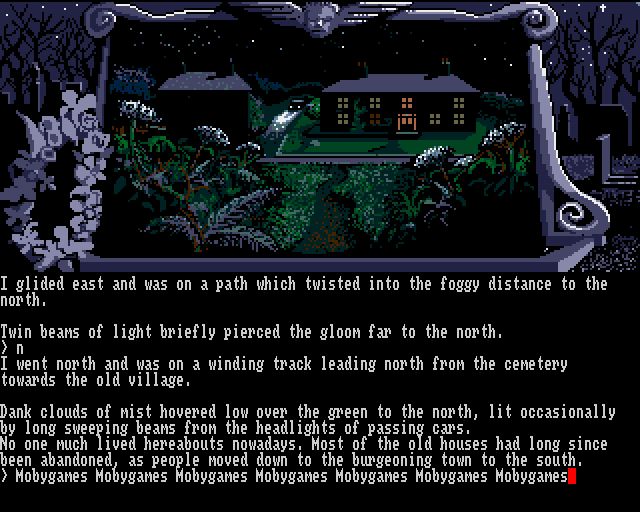 I glided east and was on a path which twisted into the foggy distance to the
north.
Twin beams of light briefly pierced the gloom far to the north.
> n
I went north and was on a winding track leading north from the cemetery
towards the old village.
Dank clouds of mist hovered low over the green to the north, lit occasionally
by long sweeping beams from the headlights of passing cars.
No one much lived hereabouts nowadays. Most of the old houses had long since
been abandoned, as people moved down to the burgeoning town to the south.
> Mobygames Mobygames Mobygames Mobygames Mobygames Mobygames Mobygames